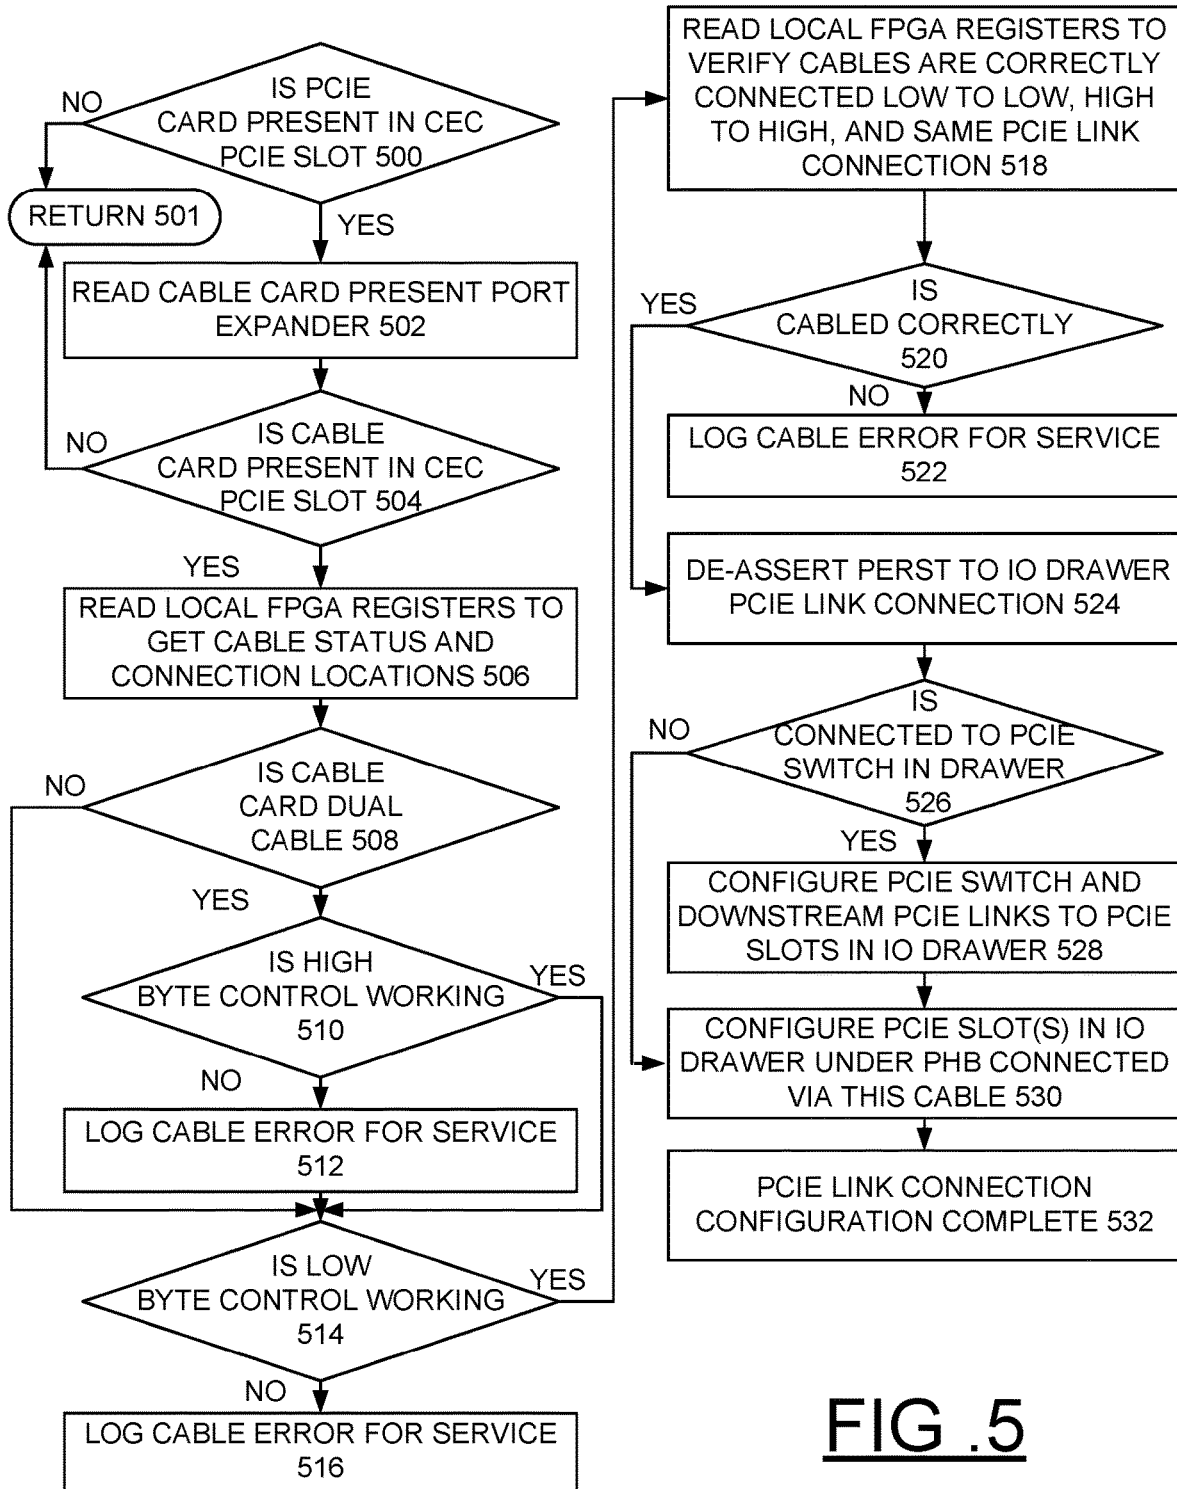 IS PCIE
CARD PRESENT IN CEC
PCIE SLOT 500
NO
RETURN 501
YES
READ CABLE CARD PRESENT PORT
EXPANDER 502
IS CABLE
CARD PRESENT IN CEC
PCIE SLOT 504
NO
YES
READ LOCAL FPGA REGISTERS TO
GET CABLE STATUS AND
CONNECTION LOCATIONS 506
IS CABLE
CARD DUAL
CABLE 508
NO
YES
IS HIGH
BYTE CONTROL WORKING
510
YES
NO
LOG CABLE ERROR FOR SERVICE
512
IS LOW
BYTE CONTROL WORKING
514
YES
NO
LOG CABLE ERROR FOR SERVICE
516
READ LOCAL FPGA REGISTERS TO
VERIFY CABLES ARE CORRECTLY
CONNECTED LOW TO LOW, HIGH
TO HIGH, AND SAME PCIE LINK
CONNECTION 518
IS
CABLED CORRECTLY
520
YES
NO
LOG CABLE ERROR FOR SERVICE
522
DE-ASSERT PERST TO IO DRAWER
PCIE LINK CONNECTION 524
IS
CONNECTED TO PCIE
SWITCH IN DRAWER
526
NO
YES
CONFIGURE PCIE SWITCH AND
DOWNSTREAM PCIE LINKS TO PCIE
SLOTS IN IO DRAWER 528
CONFIGURE PCIE SLOT(S) IN IO
DRAWER UNDER PHB CONNECTED
VIA THIS CABLE 530
PCIE LINK CONNECTION
CONFIGURATION COMPLETE 532
FIG .5